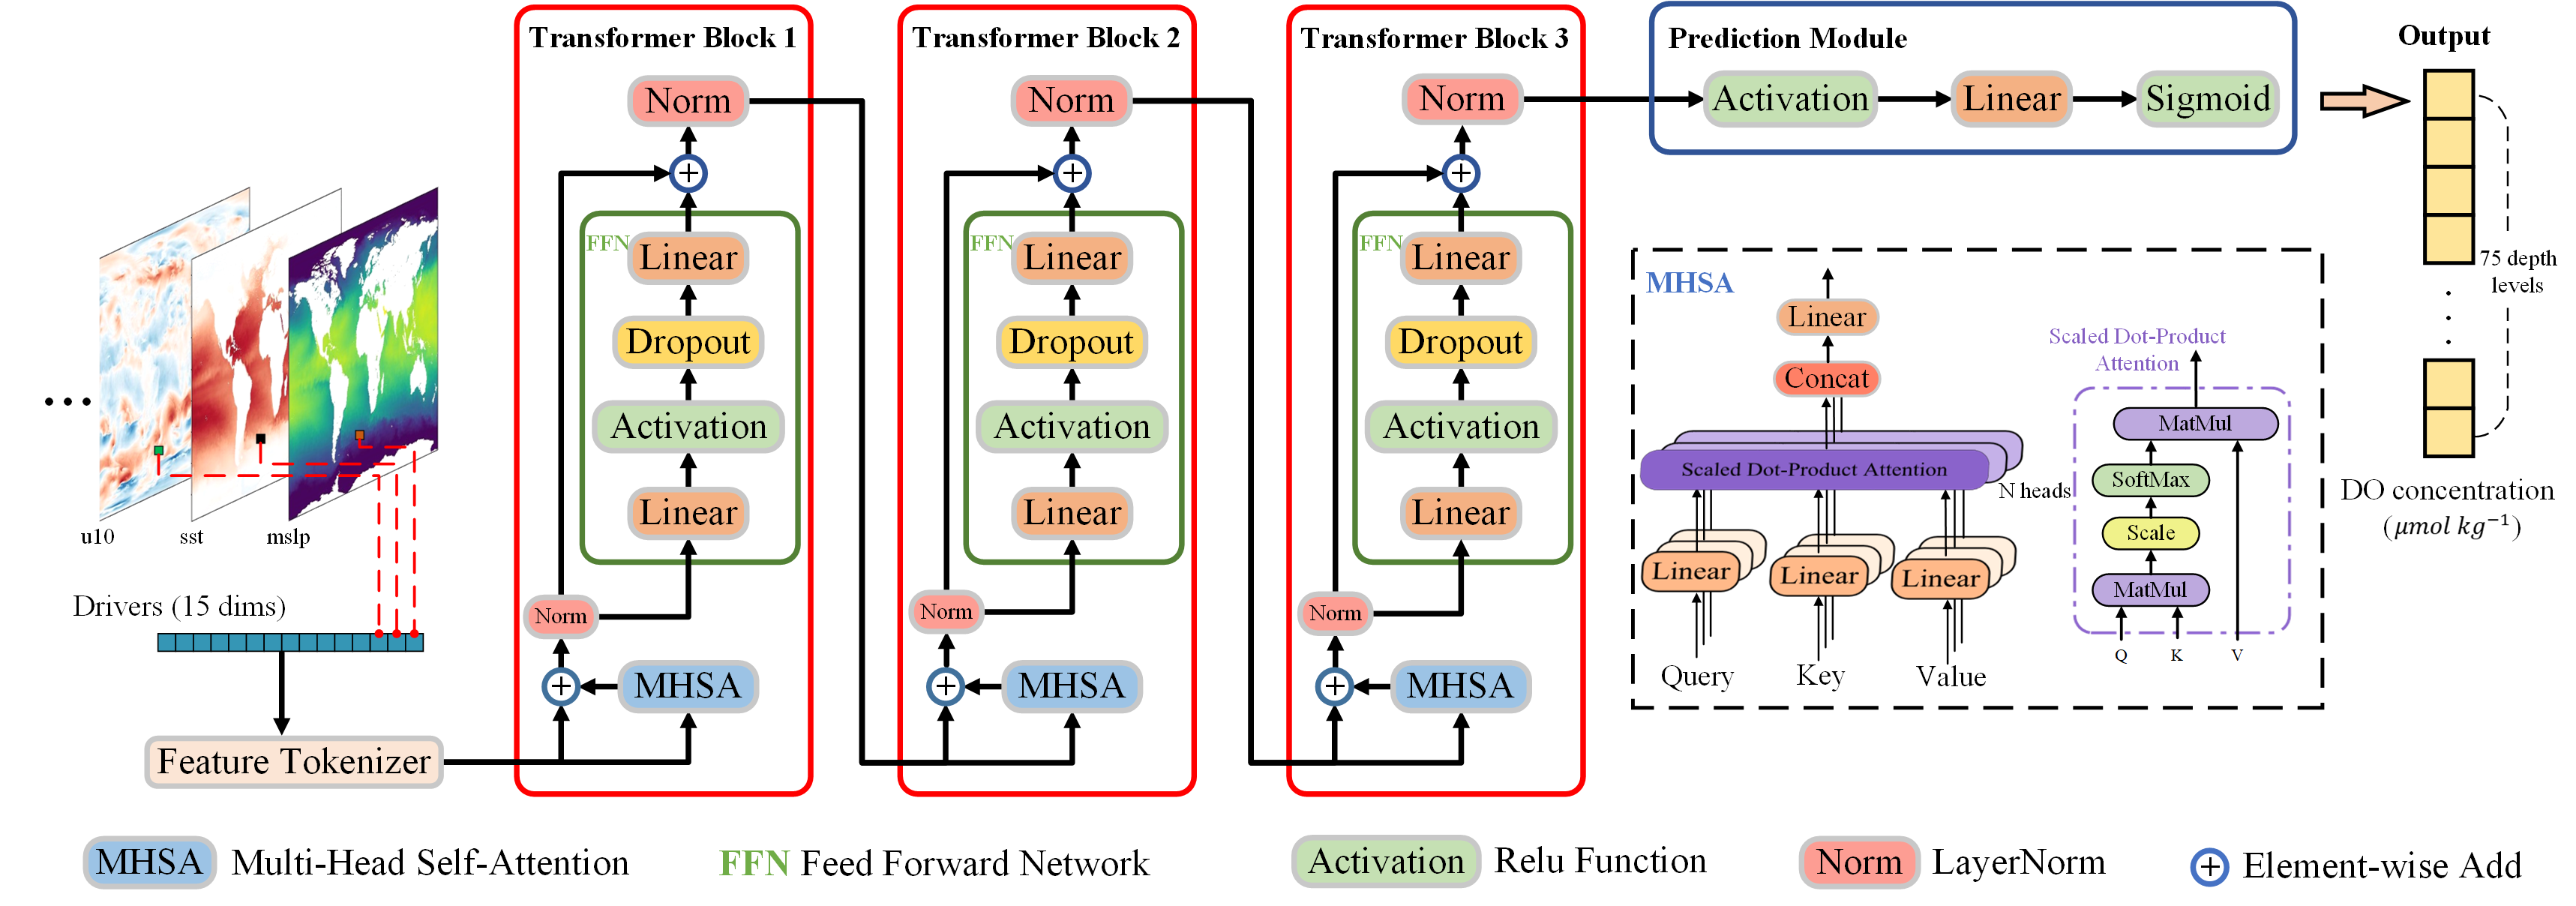 Transformer Block 1
Norm
+
FFN
Linear
Dropout
Activation
Linear
Norm
+
MHSA
Transformer Block 2
Norm
+
FFN
Linear
Dropout
Activation
Linear
Norm
+
MHSA
Transformer Block 3
Norm
+
FFN
Linear
Dropout
Activation
Linear
Norm
+
MHSA
Prediction Module
Activation
Linear
Sigmoid
Output
75 depth
levels
DO concentration
(μmol kg⁻¹)
...
u10
sst
mslp
Drivers (15 dims)
Feature Tokenizer
MHSA
Linear
Concat
Scaled Dot-Product Attention
N heads
Linear
Linear
Linear
Query
Key
Value
Scaled Dot-Product
Attention
MatMul
SoftMax
Scale
MatMul
Q
K
V
MHSA Multi-Head Self-Attention
FFN Feed Forward Network
Activation Relu Function
Norm LayerNorm
+ Element-wise Add